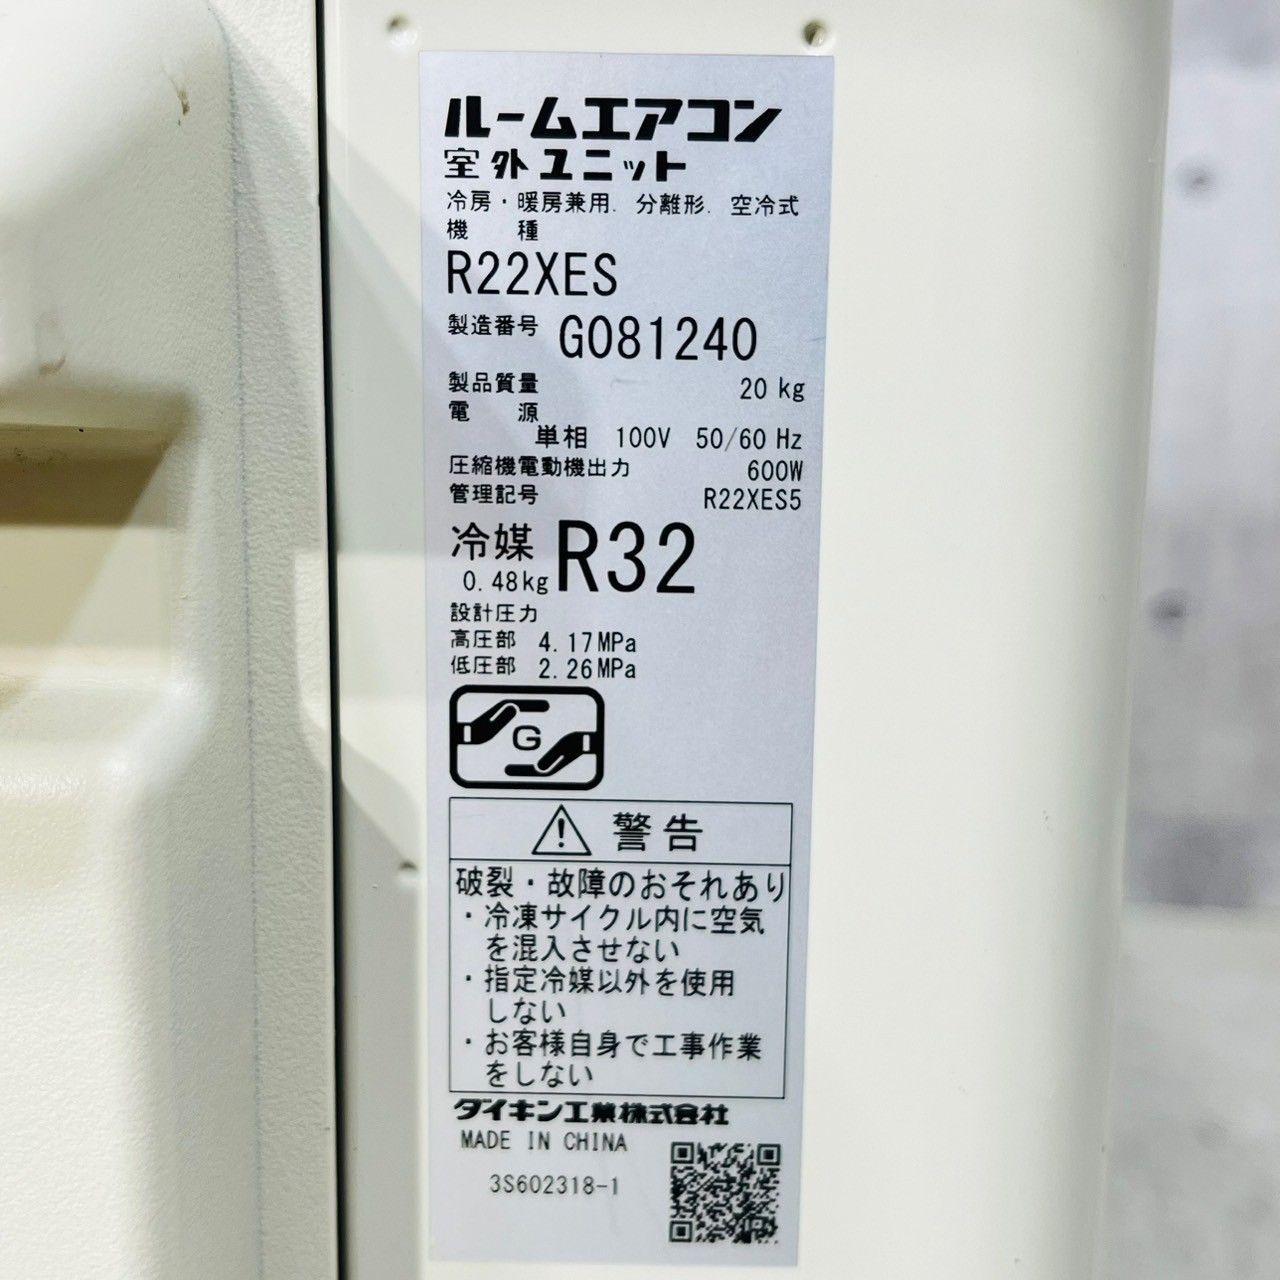 ルームエアコン
室外ユニット
冷房・暖房兼用．分離形．空冷式
機　種
R22XES
製造番号 G081240
製品質量 20 kg
電　源
単相 100V 50/60 Hz
圧縮機電動機出力 600W
管理記号 R22XES5
冷媒 R32
0.48kg
設計圧力
高圧部 4.17MPa
低圧部 2.26MPa
G
警告
破裂・故障のおそれあり
・冷凍サイクル内に空気
を混入させない
・指定冷媒以外を使用
しない
・お客様自身で工事作業
をしない
ダイキン工業株式会社
MADE IN CHINA
3S602318-1